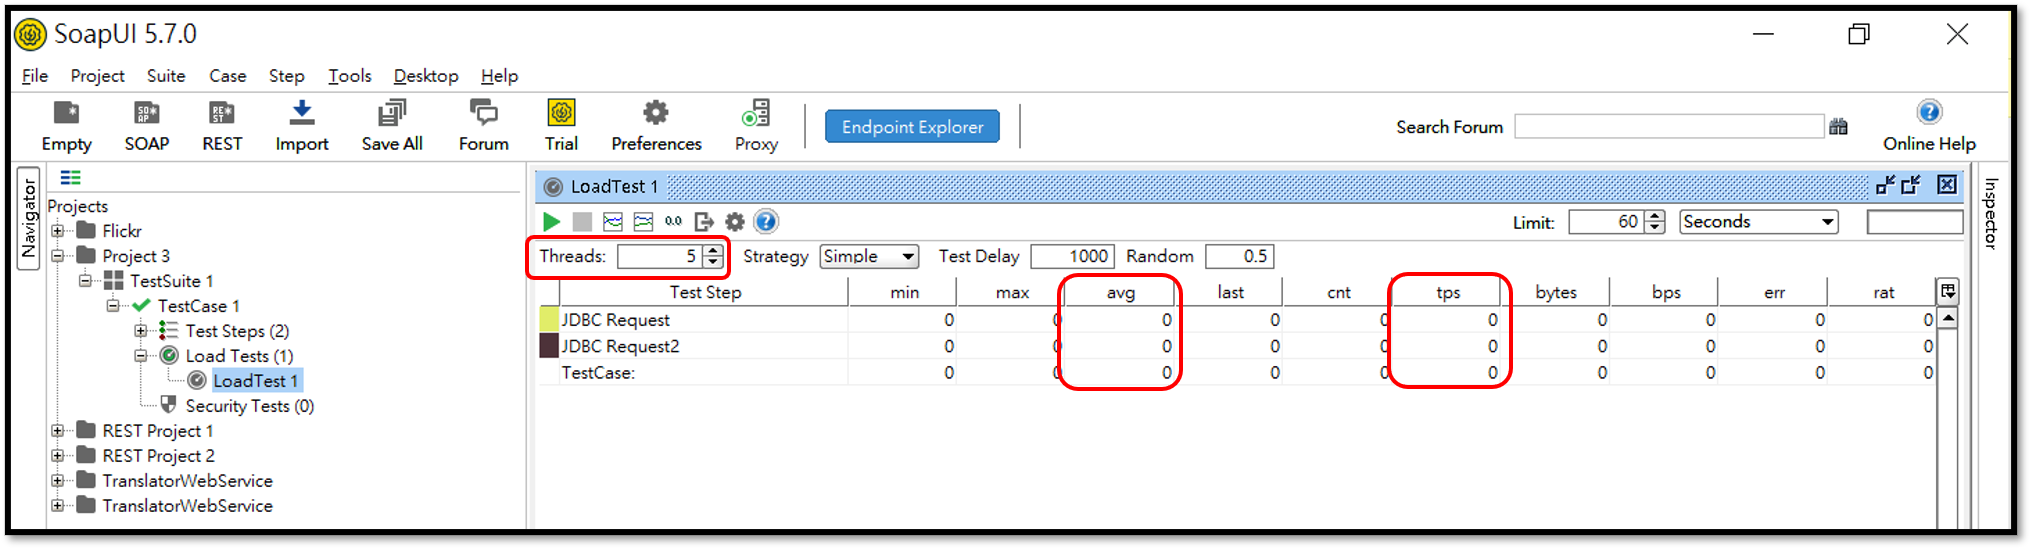 SoapUI 5.7.0
File Project Suite Case Step Tools Desktop Help
Empty SOAP REST Import Save All Forum Trial Preferences Proxy Endpoint Explorer Search Forum Online Help
Navigator
Projects
Flickr
Project 3
TestSuite 1
TestCase 1
Test Steps (2)
Load Tests (1)
LoadTest 1
Security Tests (0)
REST Project 1
REST Project 2
TranslatorWebService
TranslatorWebService
LoadTest 1
0.0 Limit: 60 Seconds
Threads: 5 Strategy Simple Test Delay 1000 Random 0.5
Test Step min max avg last cnt tps bytes bps err rat
JDBC Request 0 0 0 0 0 0 0 0 0 0
JDBC Request2 0 0 0 0 0 0 0 0 0 0
TestCase: 0 0 0 0 0 0 0 0 0 0
Inspector